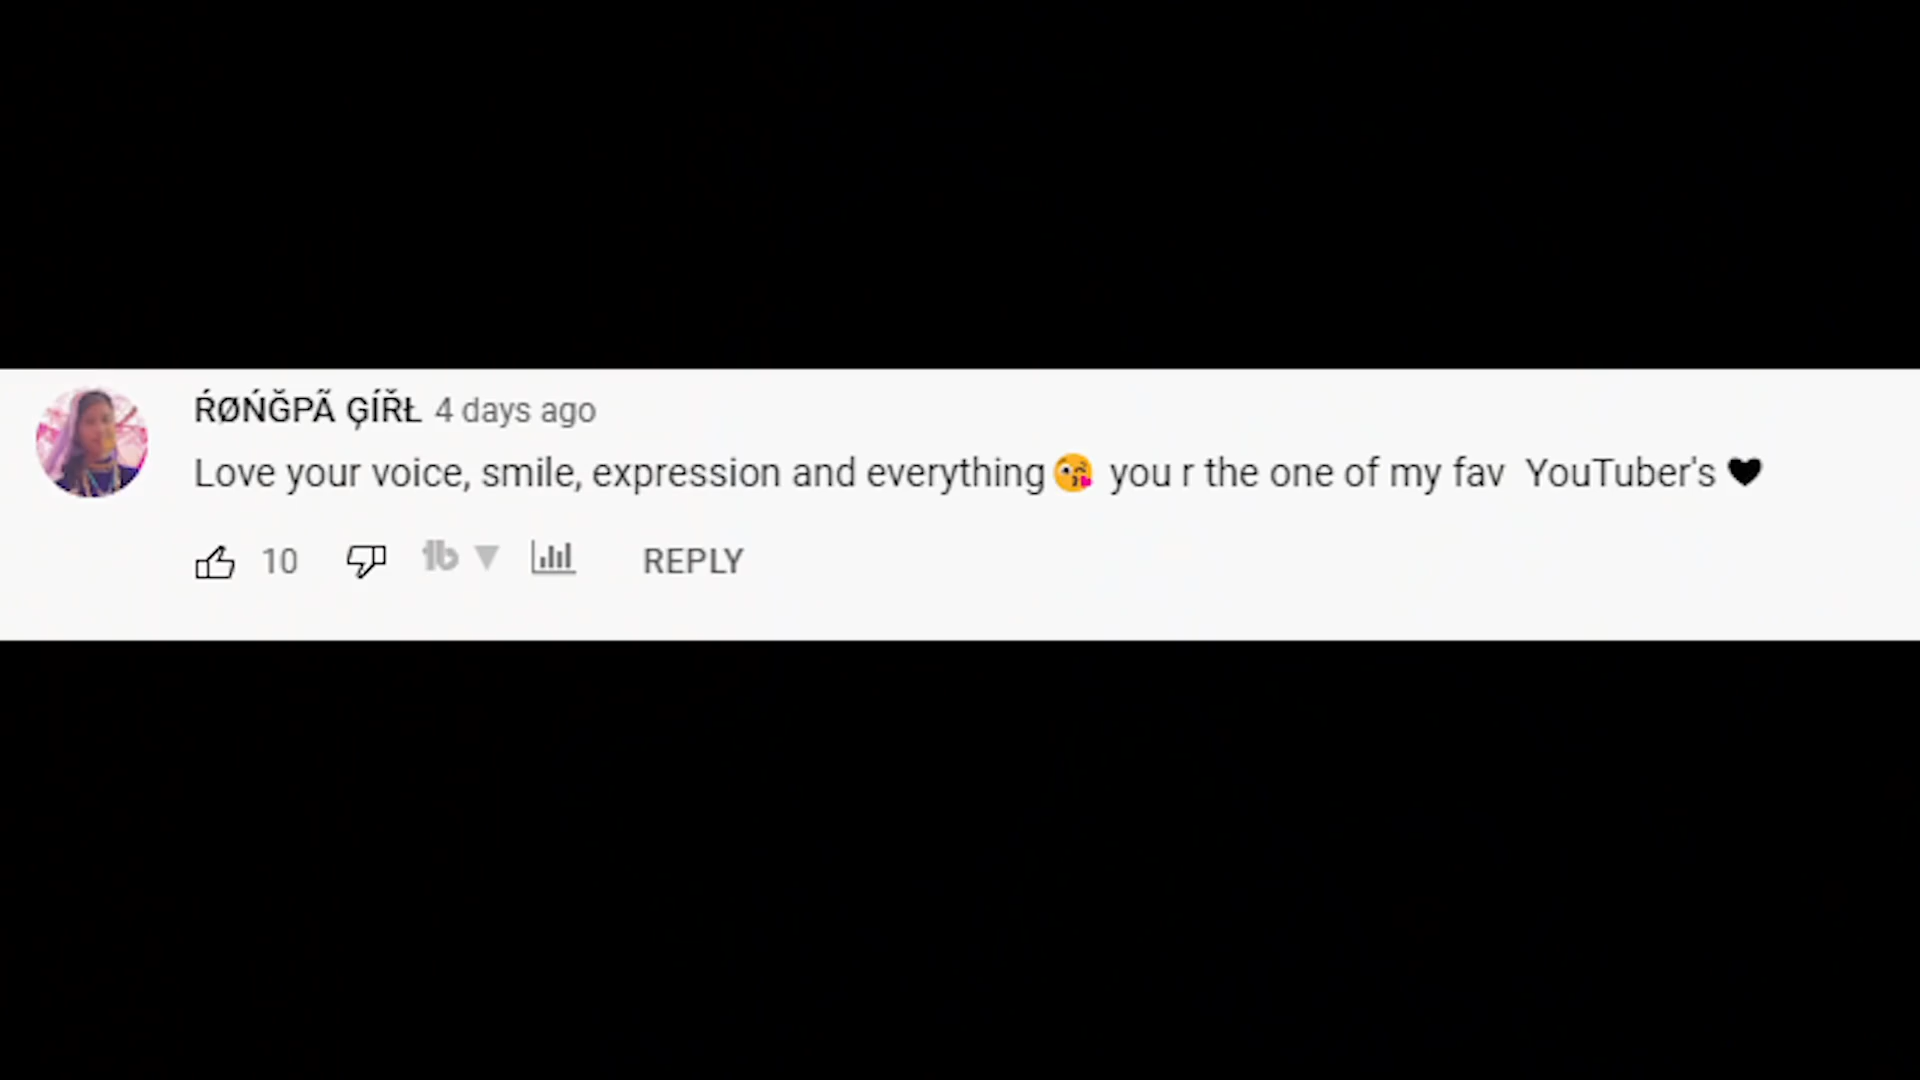 ŔØŃĞPÃ ĢÍŘŁ 4 days ago
Love your voice, smile, expression and everything😘 you r the one of my fav YouTuber's🖤
10 REPLY